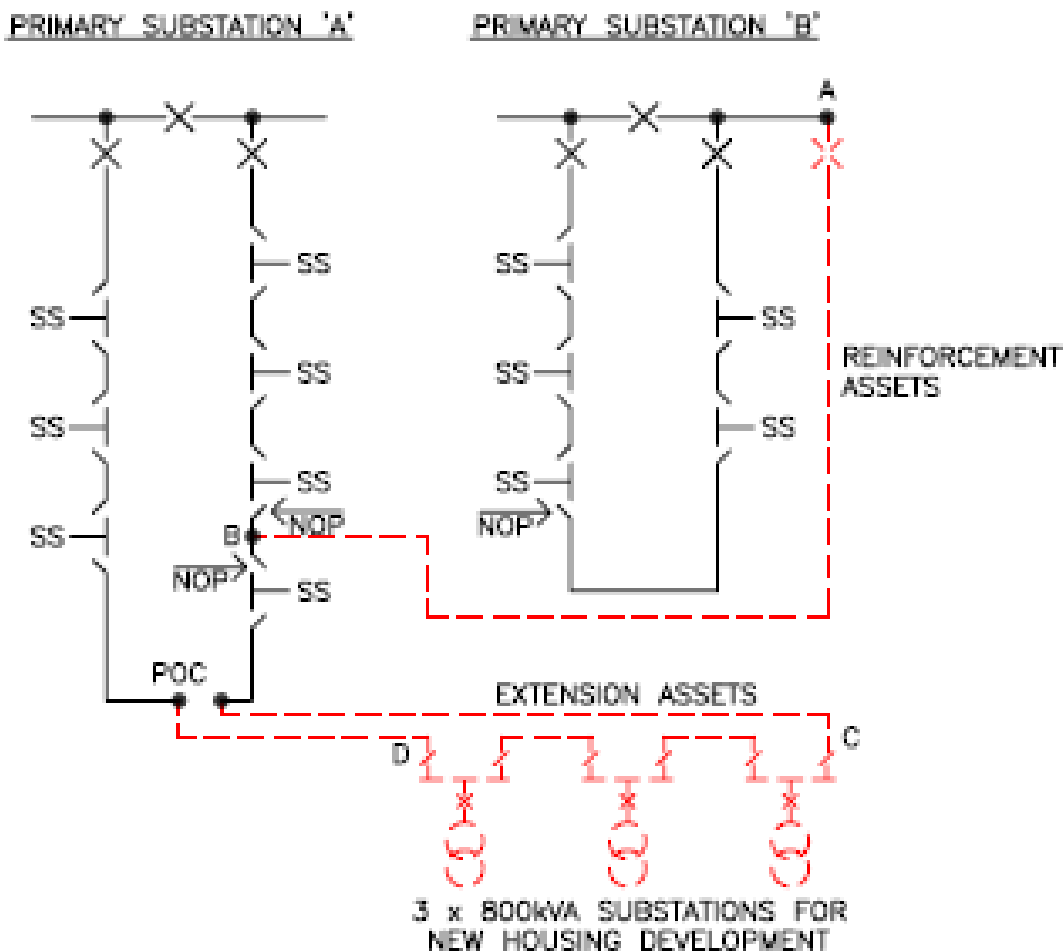 PRIMARY SUBSTATION 'A'
PRIMARY SUBSTATION 'B'
A
SS
SS
SS
SS
REINFORCEMENT
ASSETS
SS
SS
SS
SS
SS
SS
NOP
NOP
SS
B
NOP
SS
POC
EXTENSION ASSETS
D
C
3 x 800kVA SUBSTATIONS FOR
NEW HOUSING DEVELOPMENT